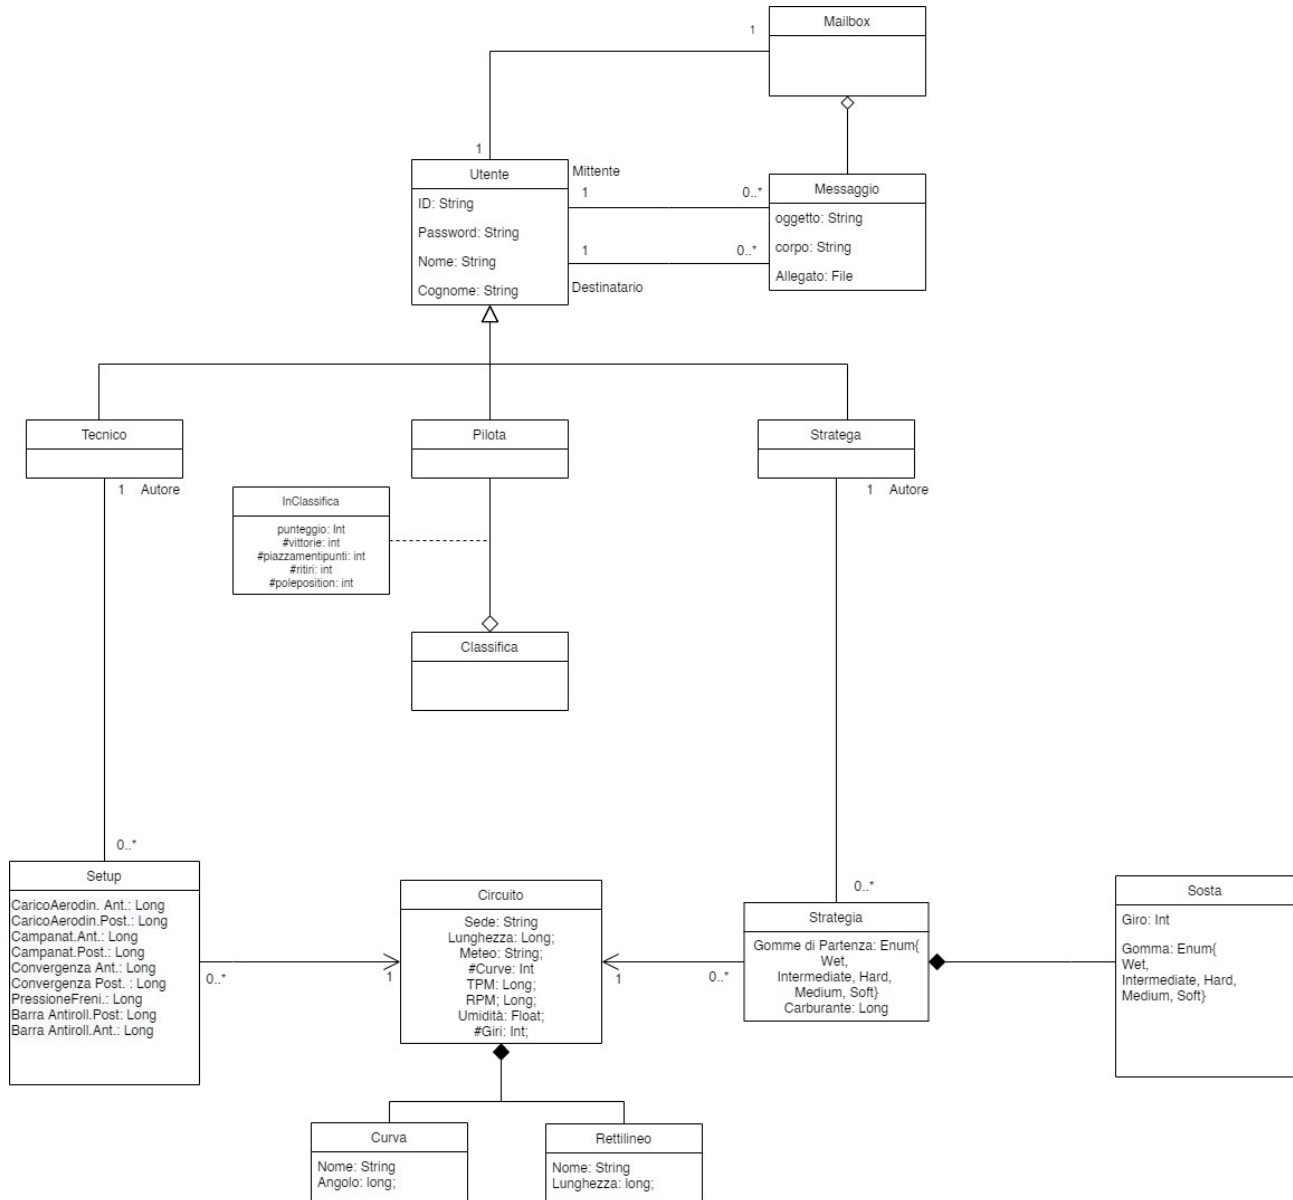 Mailbox
1
1
Utente
ID: String
Password: String
Nome: String
Cognome: String
Mittente
1
0..*
1
0..*
Destinatario
Messaggio
oggetto: String
corpo: String
Allegato: File
Tecnico
Pilota
Stratega
1 Autore
1 Autore
InClassifica
punteggio: Int
#vittorie: int
#piazzamentipunti: int
#ritiri: int
#poleposition: int
Classifica
0..*
0..*
Setup
CaricoAerodin. Ant.: Long
CaricoAerodin.Post.: Long
Campanat.Ant.: Long
Campanat.Post.: Long
Convergenza Ant.: Long
Convergenza Post. : Long
PressioneFreni.: Long
Barra Antiroll.Post: Long
Barra Antiroll.Ant.: Long
0..*
1
Circuito
Sede: String
Lunghezza: Long;
Meteo: String;
#Curve: Int
TPM: Long;
RPM; Long;
Umidità: Float;
#Giri: Int;
1
0..*
Strategia
Gomme di Partenza: Enum{
Wet,
Intermediate, Hard,
Medium, Soft}
Carburante: Long
Sosta
Giro: Int
Gomma: Enum{
Wet,
Intermediate, Hard,
Medium, Soft}
Curva
Nome: String
Angolo: long;
Rettilineo
Nome: String
Lunghezza: long;